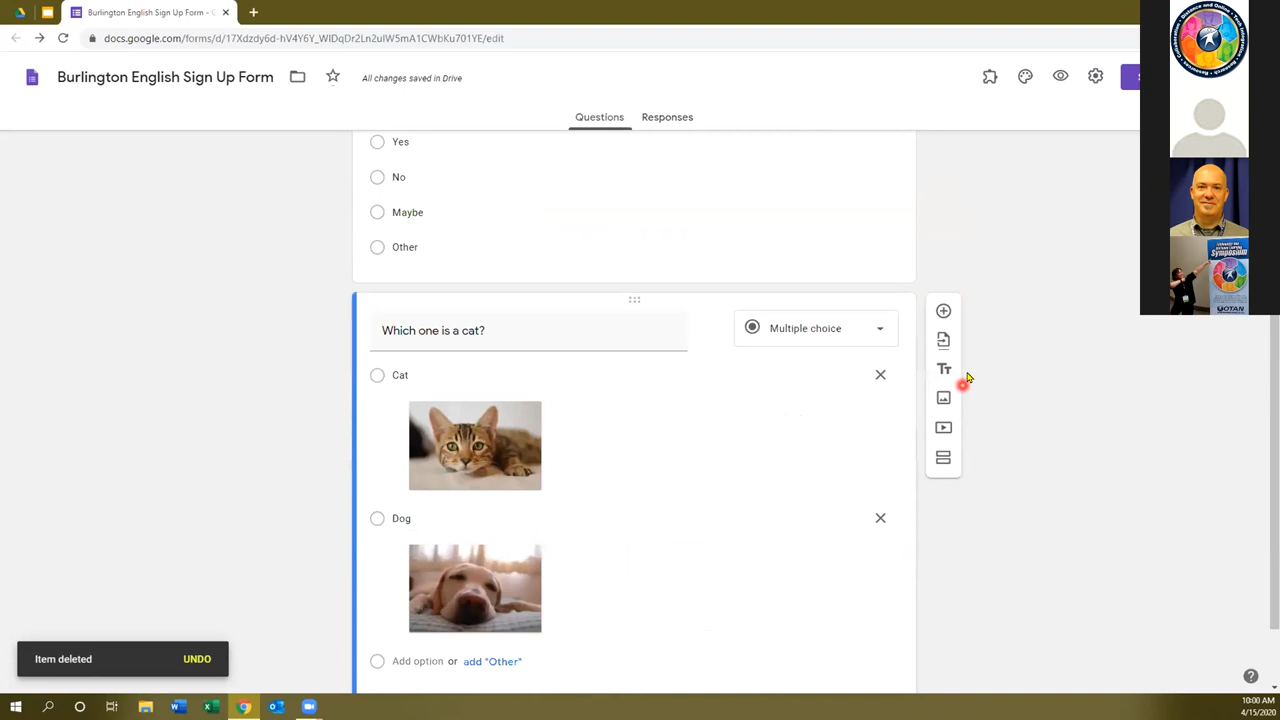 Burlington English Sign Up Form - G
docs.google.com/forms/d/17Xdzdy6d-hV4Y6Y_WIDqDr2Ln2uIW5mA1CWbKu701YE/edit
Burlington English Sign Up Form
All changes saved in Drive
Questions
Responses
Yes
No
Maybe
Other
Which one is a cat?
Multiple choice
Cat
Dog
Add option or add "Other"
Item deleted
UNDO
Symposium
OTAN
10:00 AM
4/15/2020